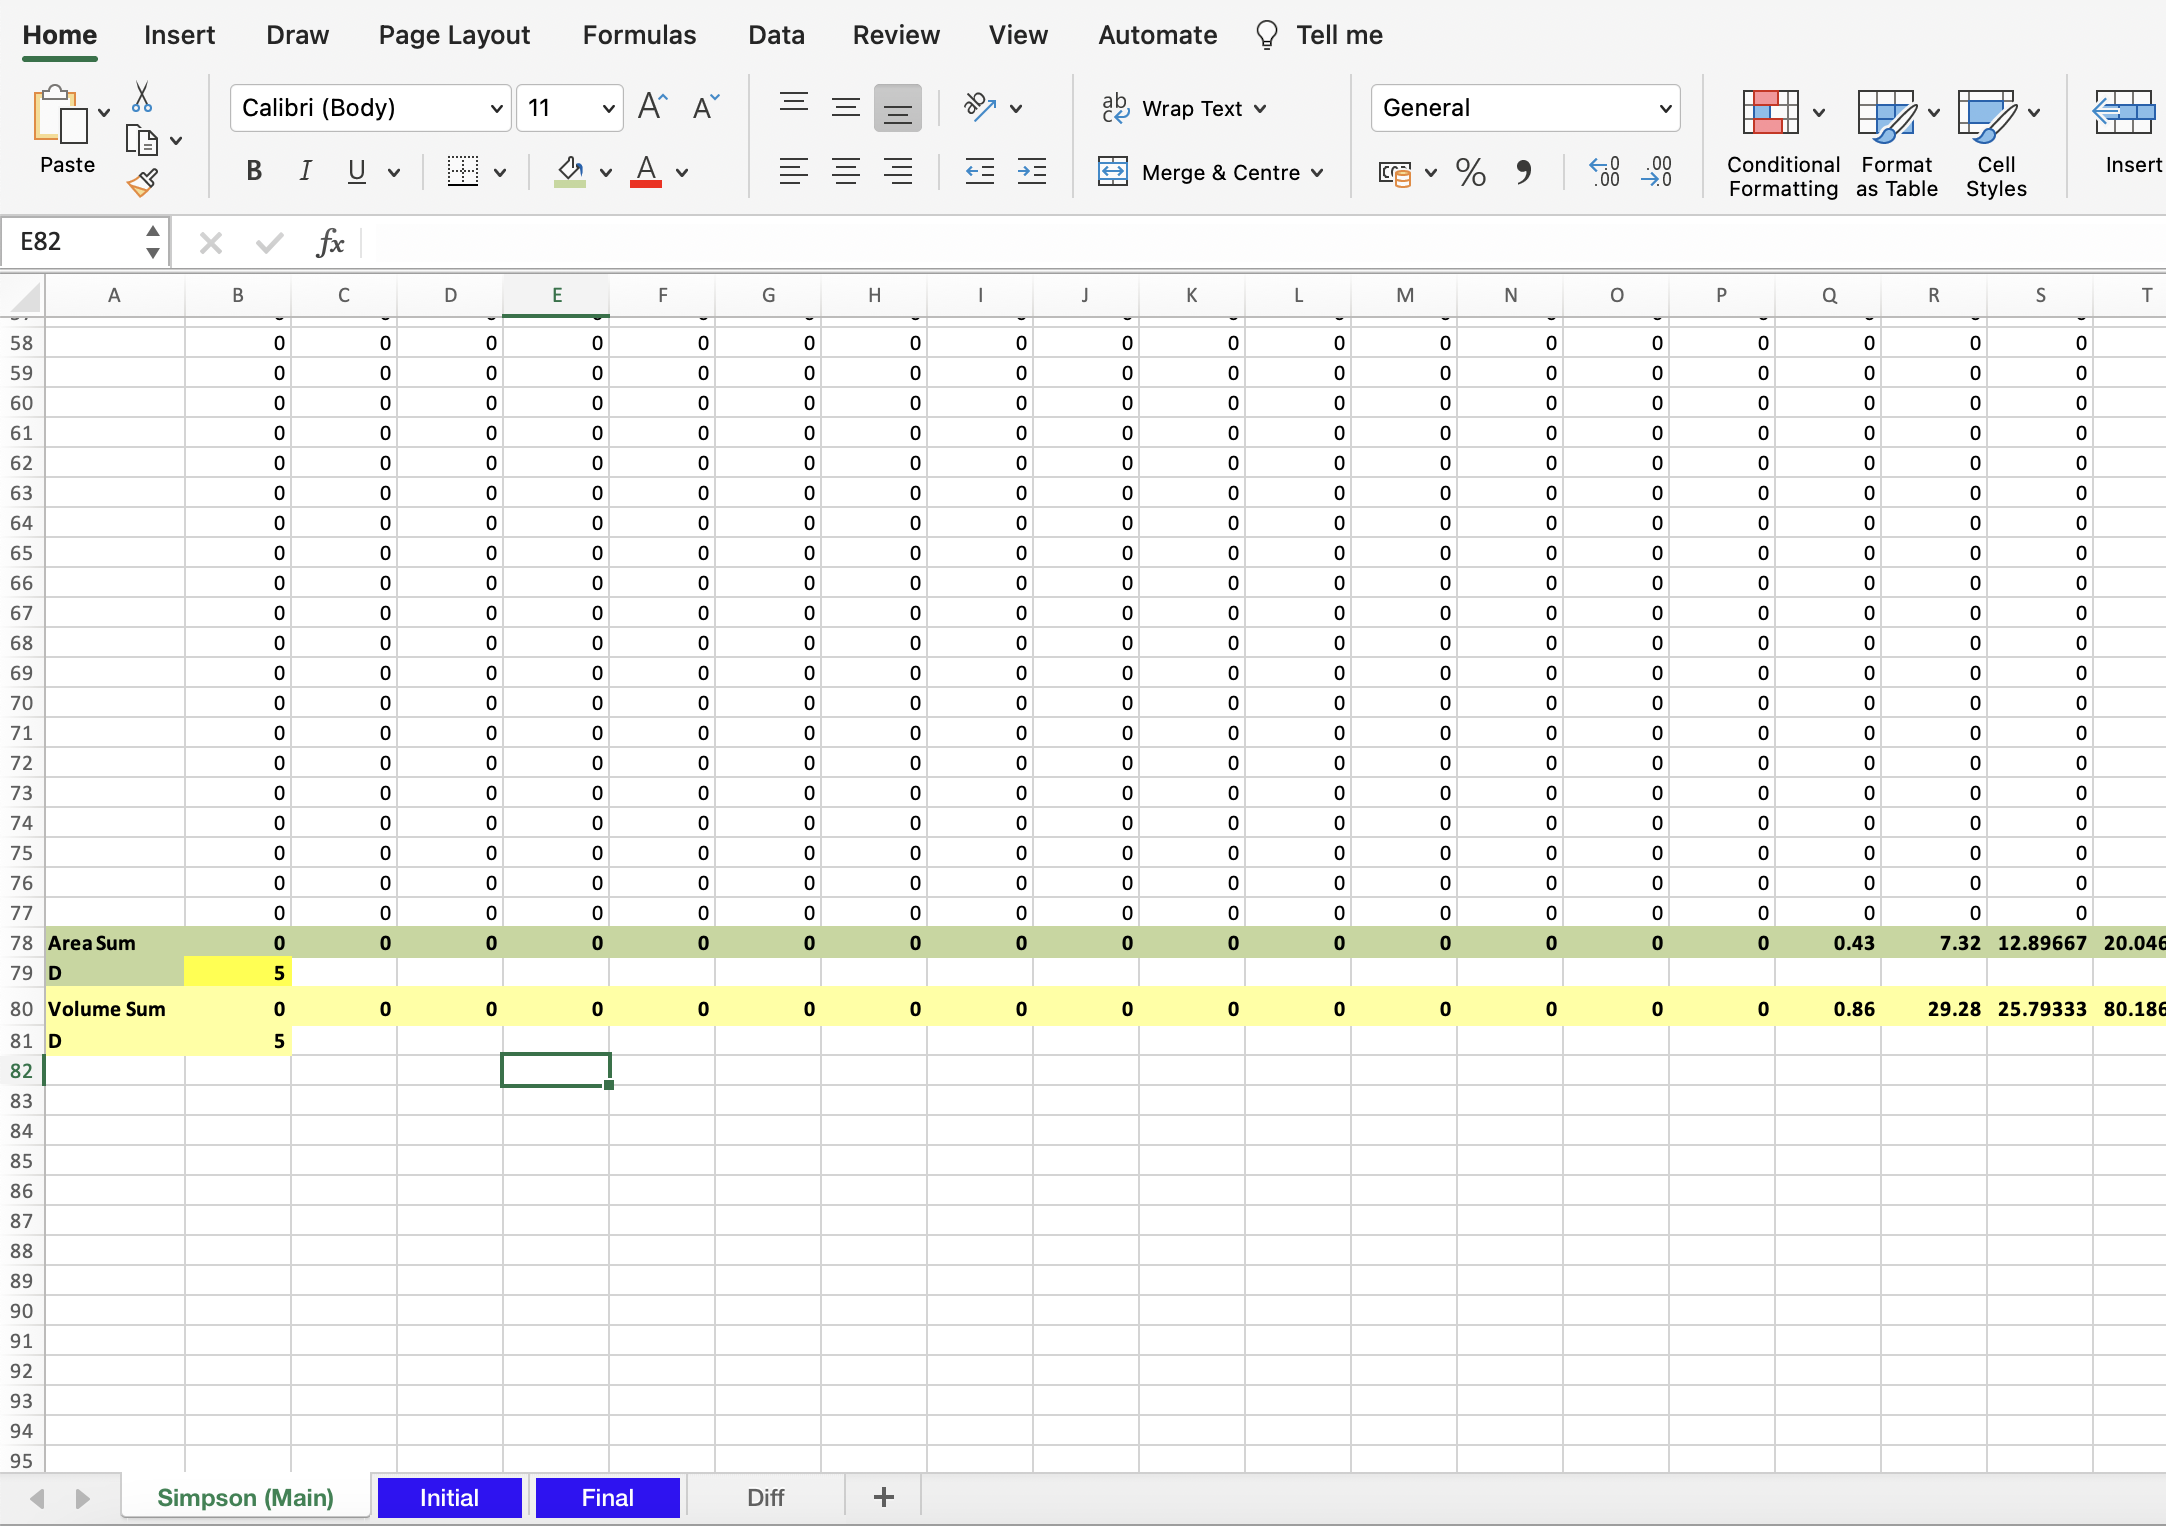 Home Insert Draw Page Layout Formulas Data Review View Automate Tell me
Paste
Calibri (Body) 11 A A
B I U A
ab Wrap Text
Merge & Centre
General
% , .00 .00
Conditional Formatting
Format as Table
Cell Styles
Insert
E82 fx
A B C D E F G H I J K L M N O P Q R S T
58 0 0 0 0 0 0 0 0 0 0 0 0 0 0 0 0 0 0
59 0 0 0 0 0 0 0 0 0 0 0 0 0 0 0 0 0 0
60 0 0 0 0 0 0 0 0 0 0 0 0 0 0 0 0 0 0
61 0 0 0 0 0 0 0 0 0 0 0 0 0 0 0 0 0 0
62 0 0 0 0 0 0 0 0 0 0 0 0 0 0 0 0 0 0
63 0 0 0 0 0 0 0 0 0 0 0 0 0 0 0 0 0 0
64 0 0 0 0 0 0 0 0 0 0 0 0 0 0 0 0 0 0
65 0 0 0 0 0 0 0 0 0 0 0 0 0 0 0 0 0 0
66 0 0 0 0 0 0 0 0 0 0 0 0 0 0 0 0 0 0
67 0 0 0 0 0 0 0 0 0 0 0 0 0 0 0 0 0 0
68 0 0 0 0 0 0 0 0 0 0 0 0 0 0 0 0 0 0
69 0 0 0 0 0 0 0 0 0 0 0 0 0 0 0 0 0 0
70 0 0 0 0 0 0 0 0 0 0 0 0 0 0 0 0 0 0
71 0 0 0 0 0 0 0 0 0 0 0 0 0 0 0 0 0 0
72 0 0 0 0 0 0 0 0 0 0 0 0 0 0 0 0 0 0
73 0 0 0 0 0 0 0 0 0 0 0 0 0 0 0 0 0 0
74 0 0 0 0 0 0 0 0 0 0 0 0 0 0 0 0 0 0
75 0 0 0 0 0 0 0 0 0 0 0 0 0 0 0 0 0 0
76 0 0 0 0 0 0 0 0 0 0 0 0 0 0 0 0 0 0
77 0 0 0 0 0 0 0 0 0 0 0 0 0 0 0 0 0 0
78 Area Sum 0 0 0 0 0 0 0 0 0 0 0 0 0 0 0 0.43 7.32 12.89667 20.046
79 D 5
80 Volume Sum 0 0 0 0 0 0 0 0 0 0 0 0 0 0 0 0.86 29.28 25.79333 80.186
81 D 5
82
83
84
85
86
87
88
89
90
91
92
93
94
95
Simpson (Main) Initial Final Diff +